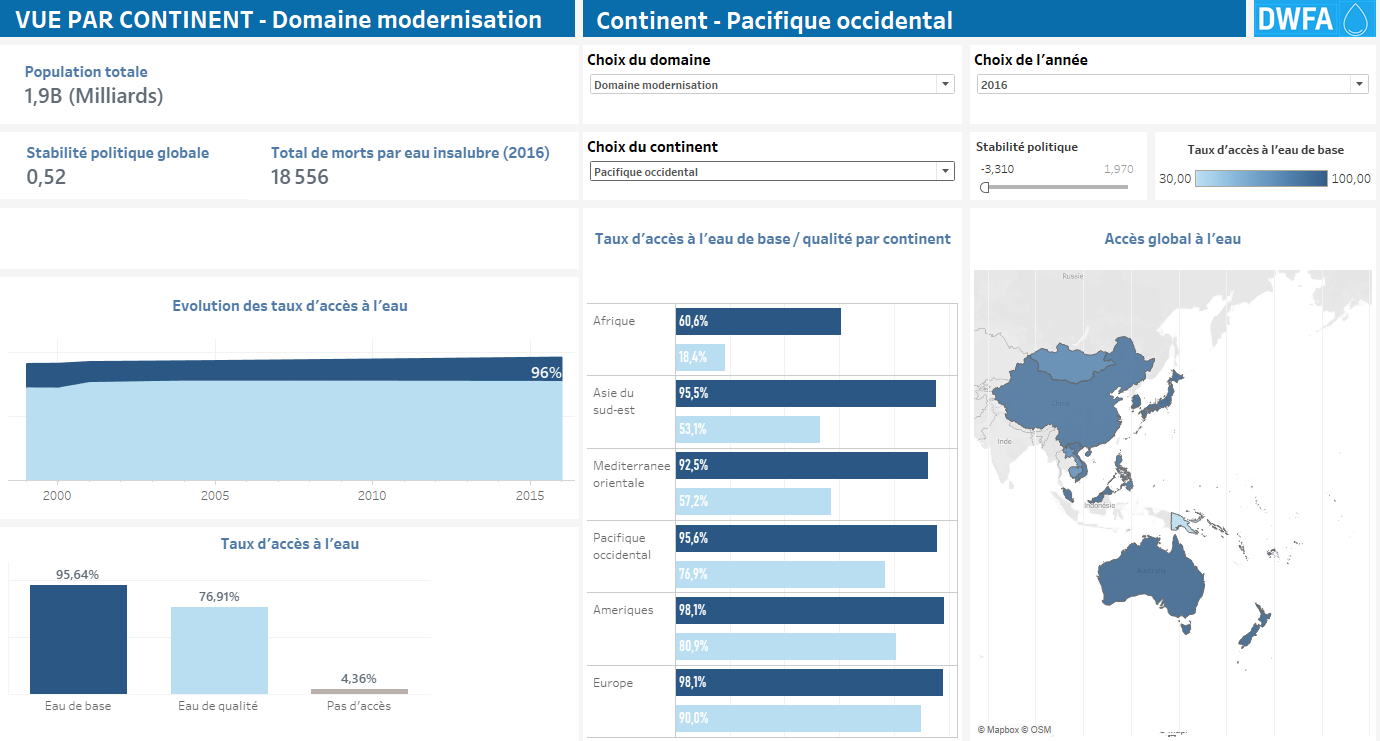 VUE PAR CONTINENT - Domaine modernisation
Continent - Pacifique occidental
DWFA
Population totale
1,9B (Milliards)
Choix du domaine
Domaine modernisation
Choix de l'année
2016
Stabilité politique globale
0,52
Total de morts par eau insalubre (2016)
18 556
Choix du continent
Pacifique occidental
Stabilité politique
-3,310
1,970
Taux d'accès à l'eau de base
30,00
100,00
Evolution des taux d'accès à l'eau
96%
2000
2005
2010
2015
Taux d'accès à l'eau
95,64%
76,91%
4,36%
Eau de base
Eau de qualité
Pas d'accès
Taux d'accès à l'eau de base / qualité par continent
Afrique
60,6%
18,4%
Asie du
sud-est
95,5%
53,1%
Mediterranee
orientale
92,5%
57,2%
Pacifique
occidental
95,6%
76,9%
Ameriques
98,1%
80,9%
Europe
98,1%
90,0%
Accès global à l'eau
Russie
Chine
Inde
Indonésie
Australie
© Mapbox © OSM